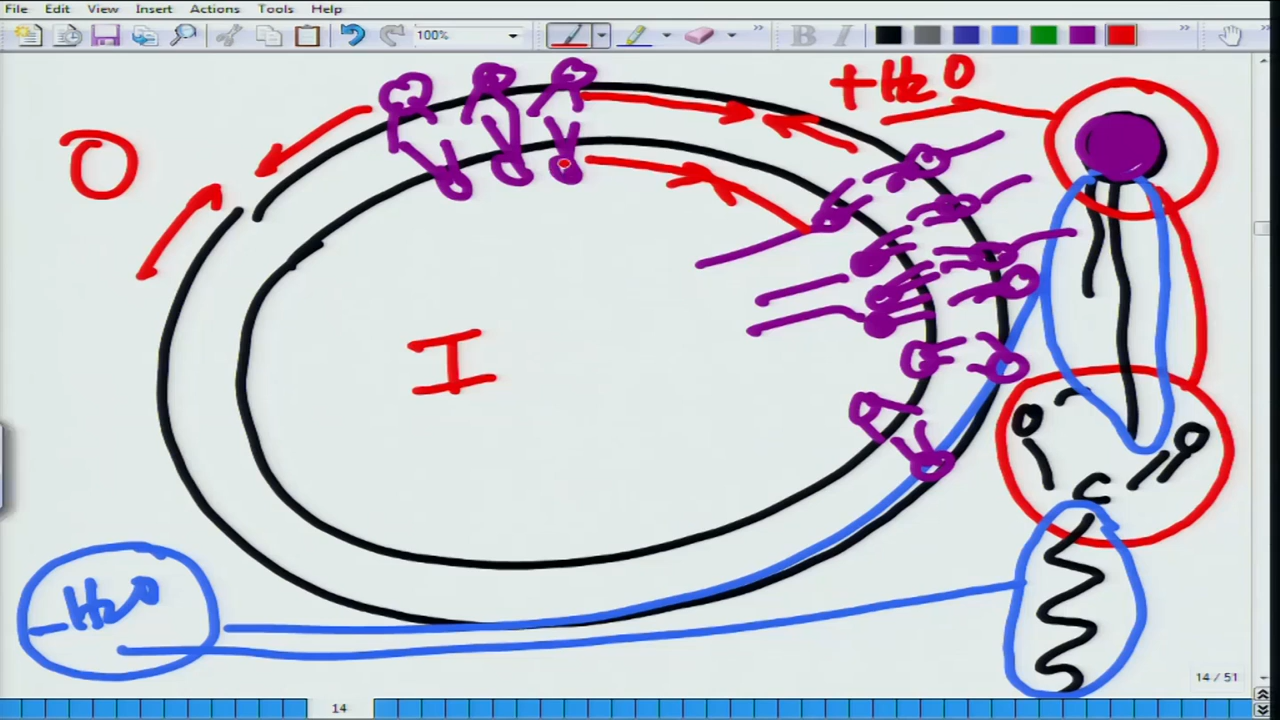 File Edit View Insert Actions Tools Help
100%
+H2O
O
I
O O
C
-H2O
14 / 51
14